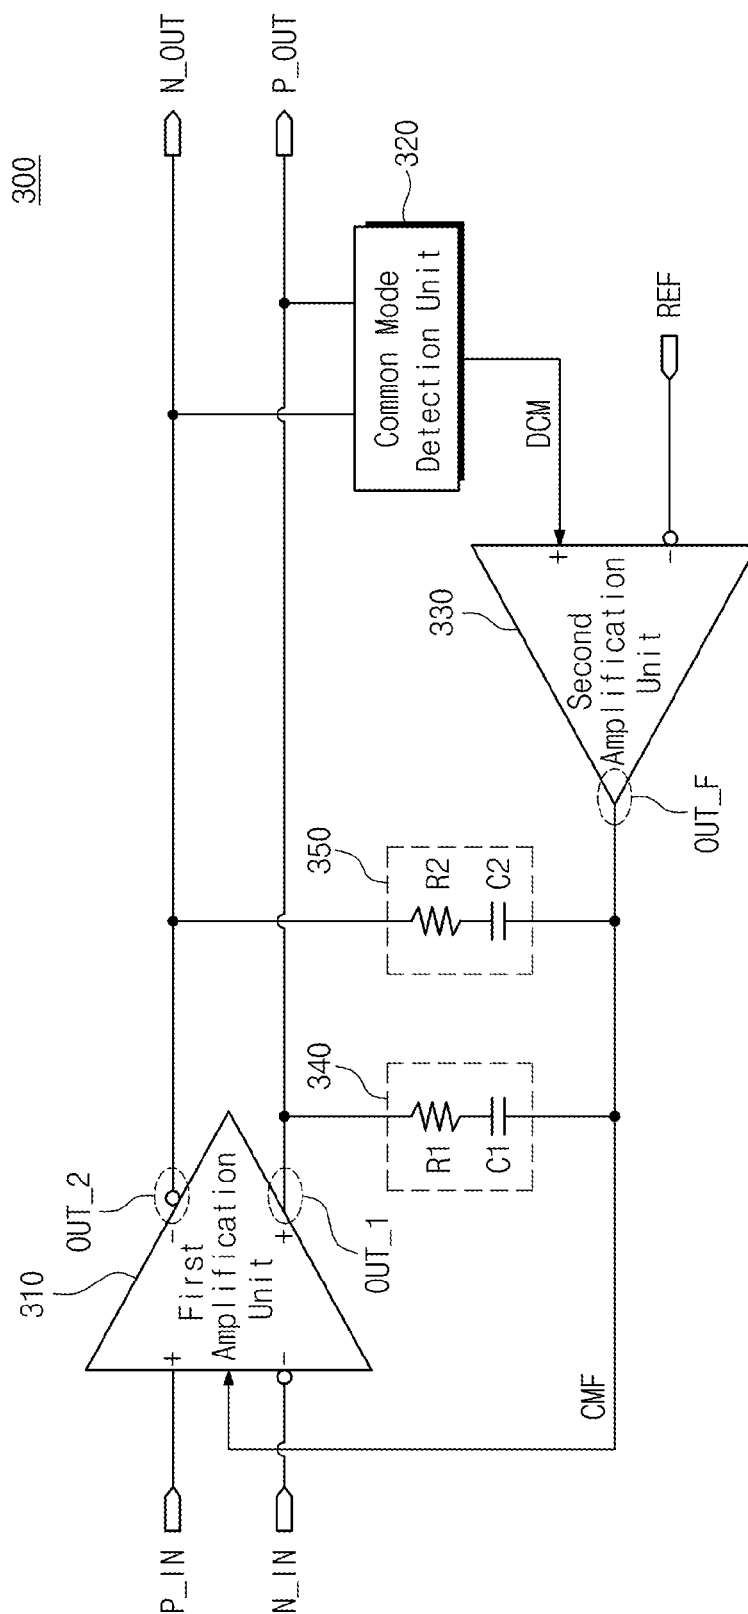 300
P_IN
N_IN
310
First
Amplification
Unit
+
-
-
+
OUT_2
OUT_1
N_OUT
P_OUT
340
R1
C1
350
R2
C2
320
Common Mode
Detection Unit
DCM
330
Second
Amplification
Unit
+
-
OUT_F
REF
CMF